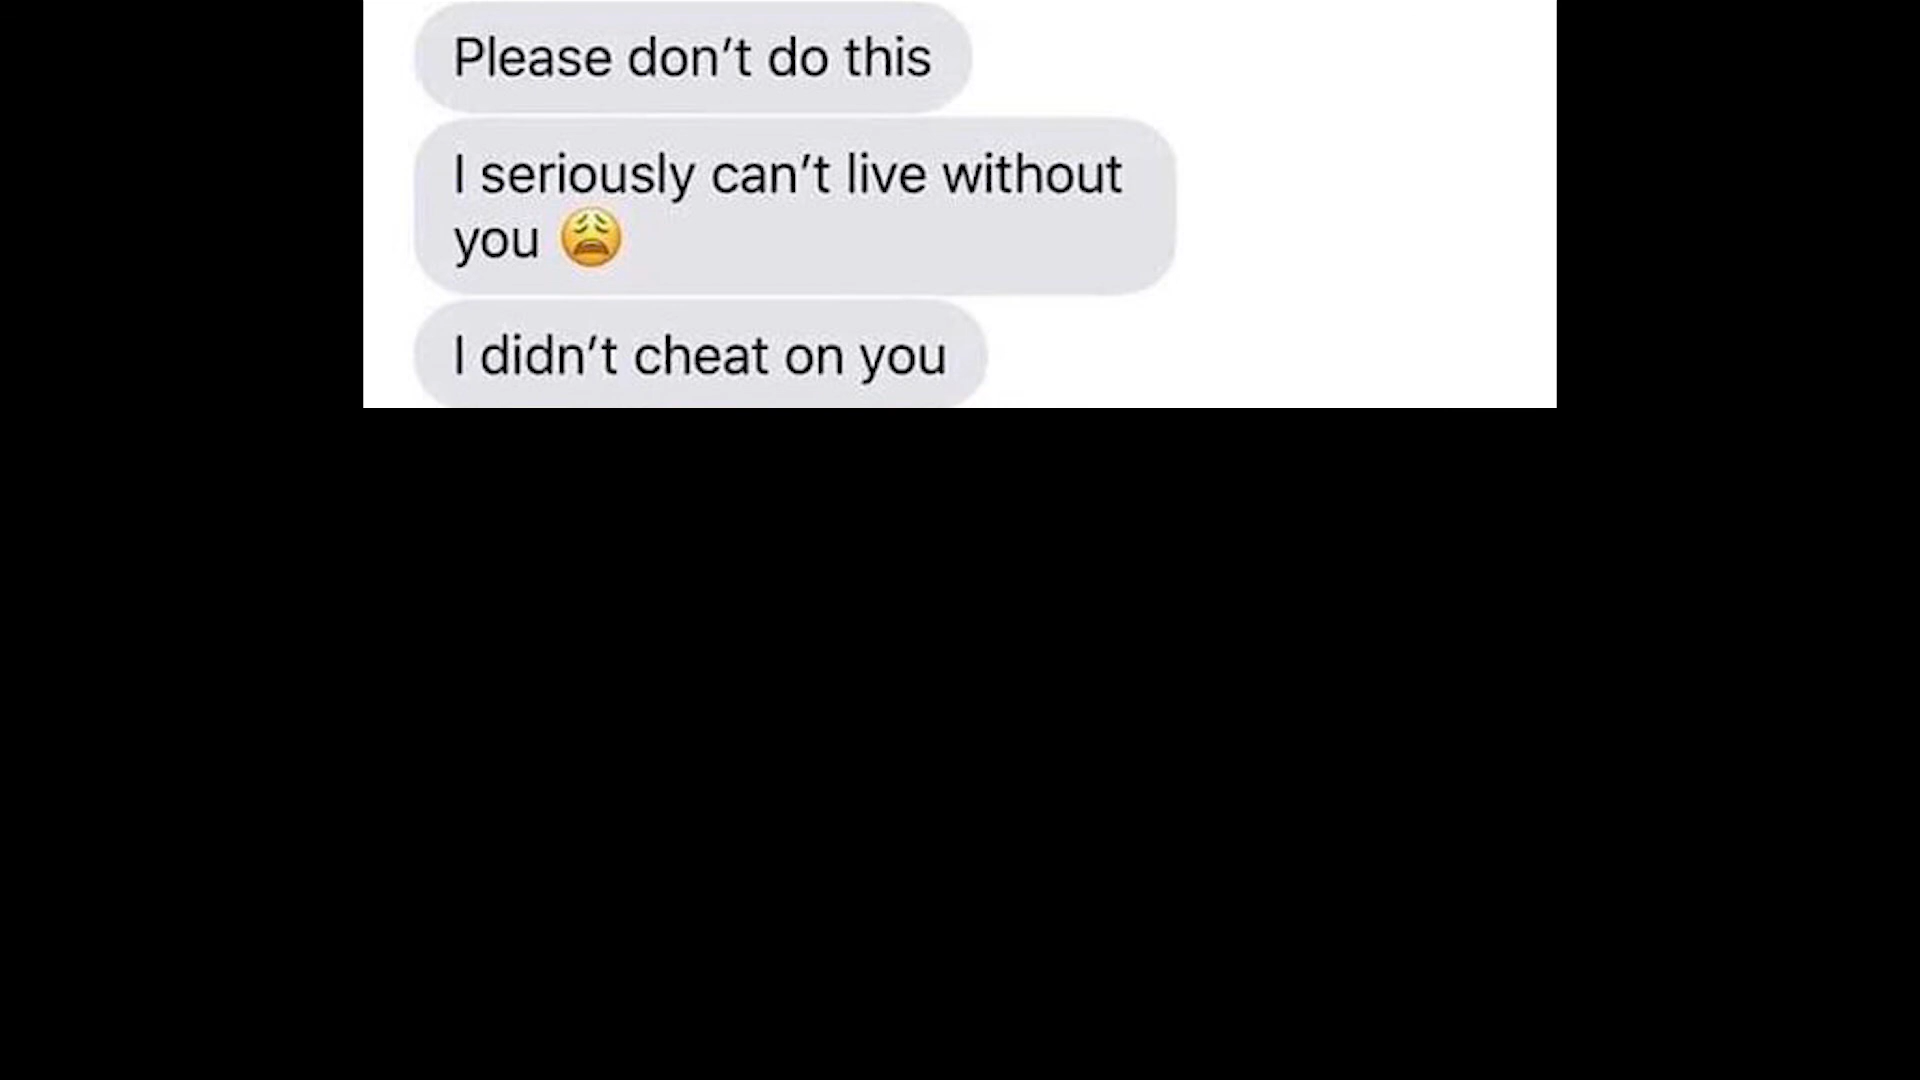 Please don’t do this
I seriously can’t live without
you 😩
I didn’t cheat on you